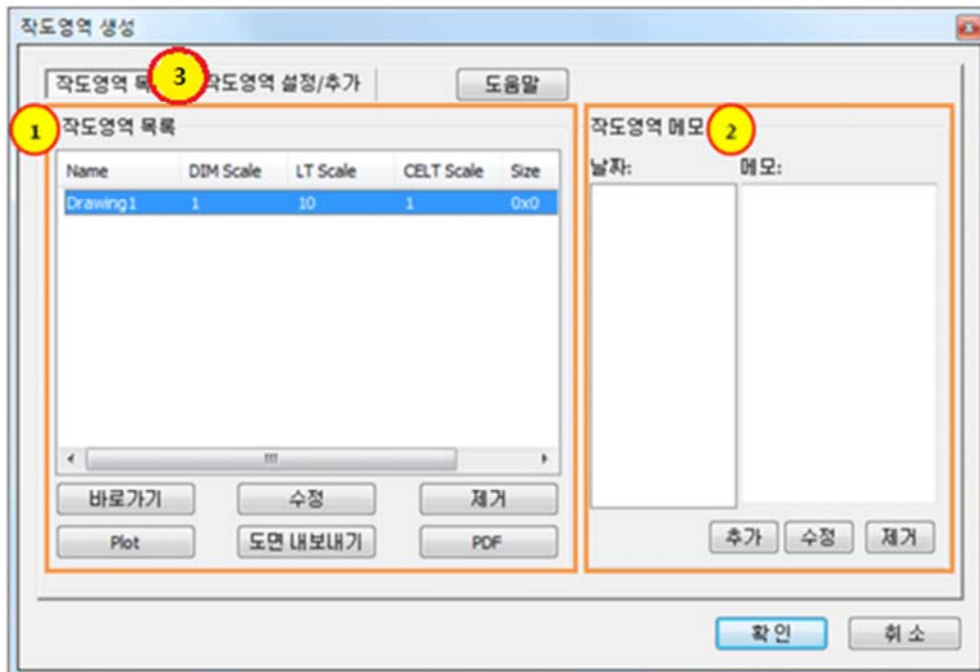 작도영역 생성
작도영역 목 3 작도영역 설정/추가 도움말
1 작도영역 목록
작도영역 메모 2
Name DIM Scale LT Scale CELT Scale Size
날짜: 메모:
Drawing1 1 10 1 0x0
바로가기 수정 제거
Plot 도면 내보내기 PDF
추가 수정 제거
확인 취소